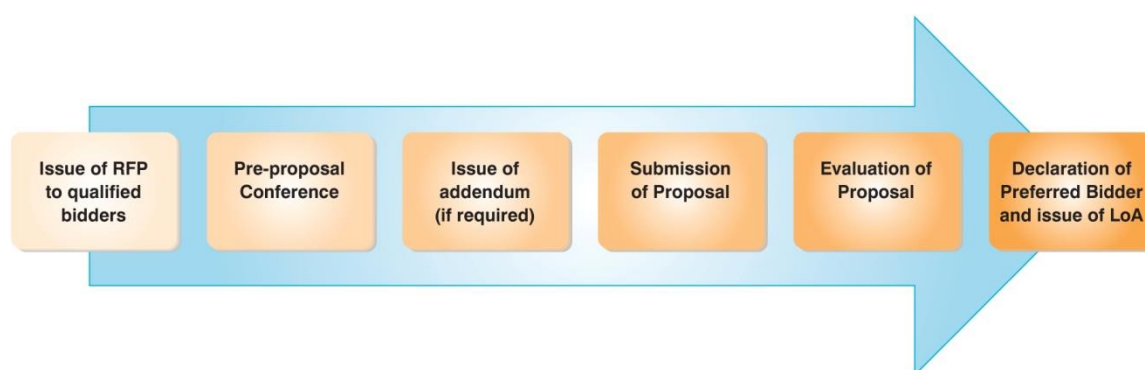 Issue of RFP
to qualified
bidders
Pre-proposal
Conference
Issue of
addendum
(if required)
Submission
of Proposal
Evaluation of
Proposal
Declaration of
Preferred Bidder
and issue of LoA